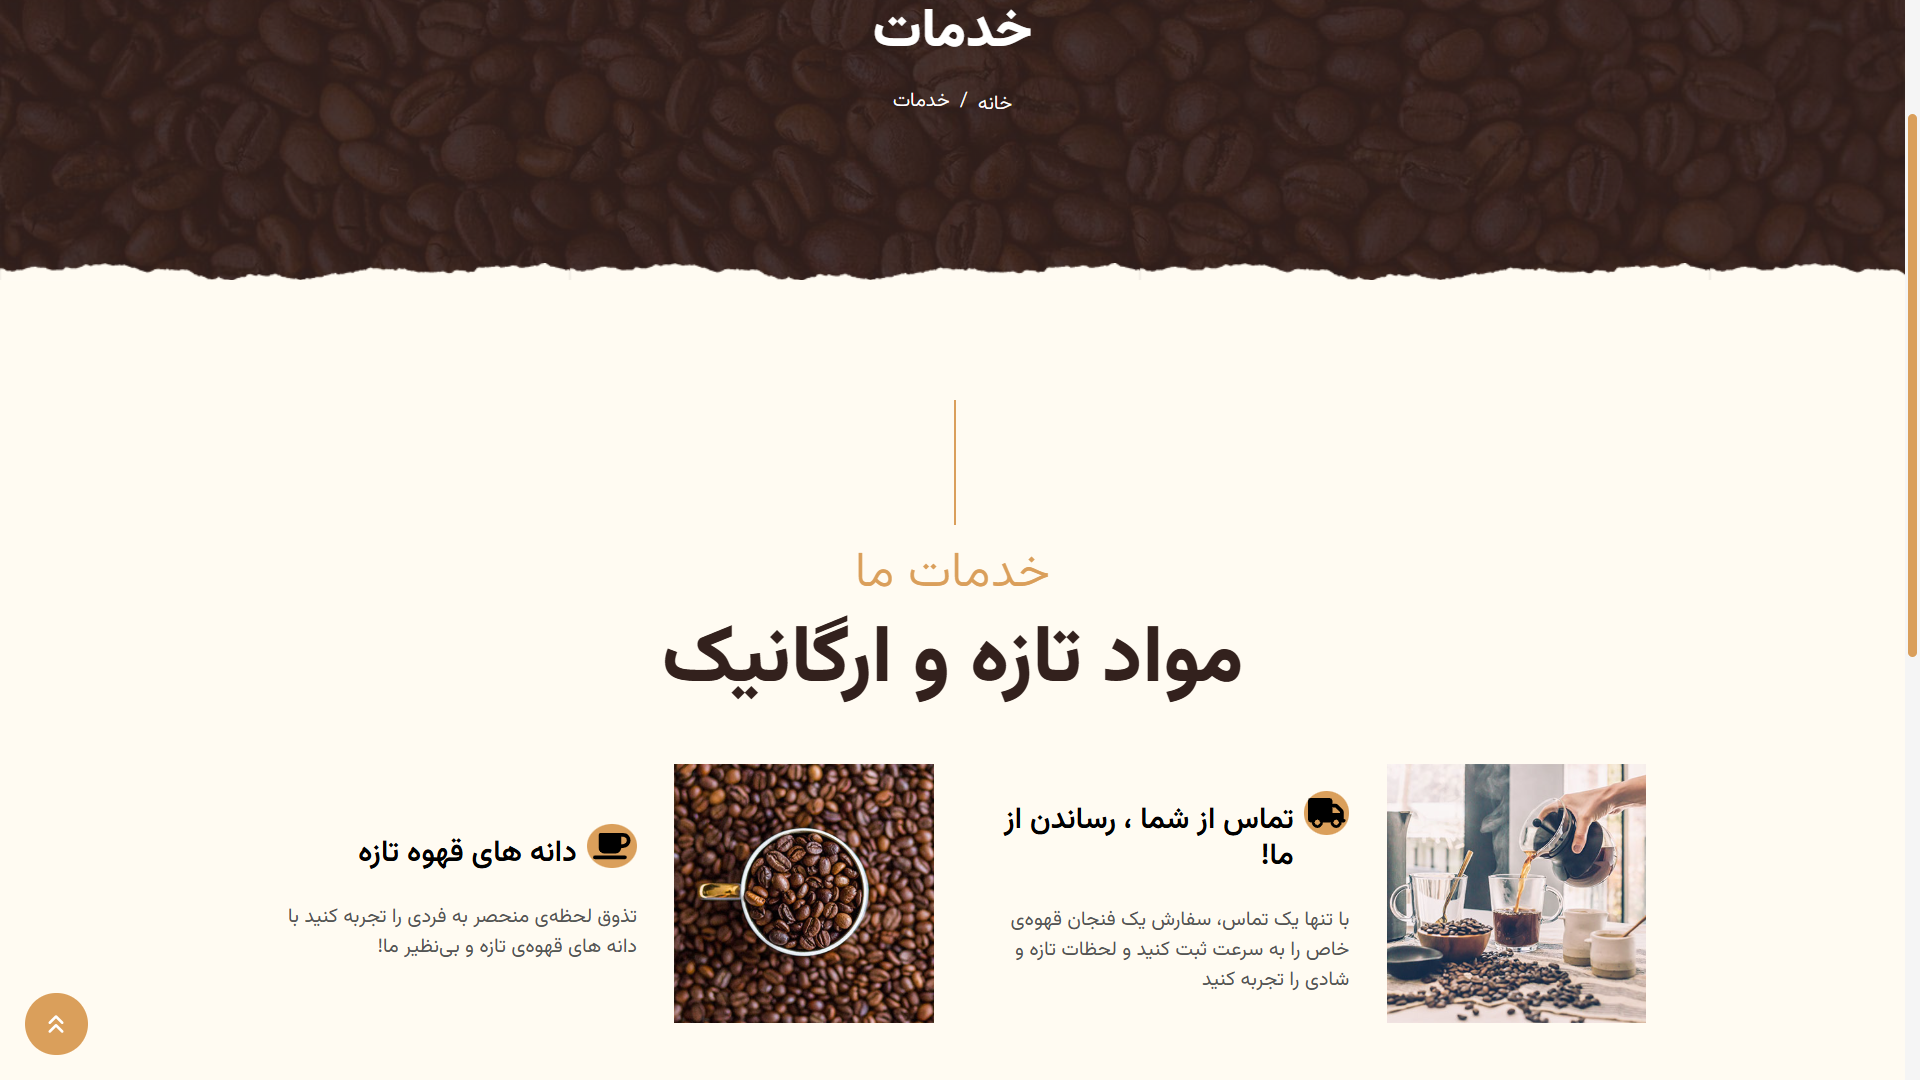 خدمات
خانه / خدمات
خدمات ما
مواد تازه و ارگانیک
تماس از شما ، رساندن از
ما!
با تنها یک تماس، سفارش یک فنجان قهوه‌ی
خاص را به سرعت ثبت کنید و لحظات تازه و
شادی را تجربه کنید
دانه های قهوه تازه
تذوق لحظه‌ی منحصر به فردی را تجربه کنید با
دانه های قهوه‌ی تازه و بی‌نظیر ما!